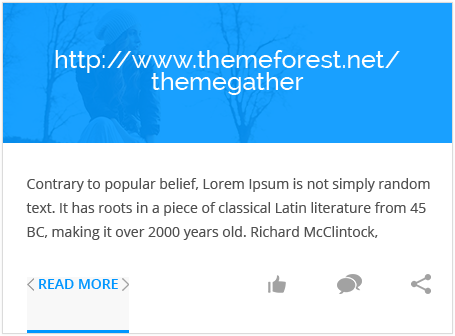 http://www.themeforest.net/
themegather
Contrary to popular belief, Lorem Ipsum is not simply random
text. It has roots in a piece of classical Latin literature from 45
BC, making it over 2000 years old. Richard McClintock,
READ MORE